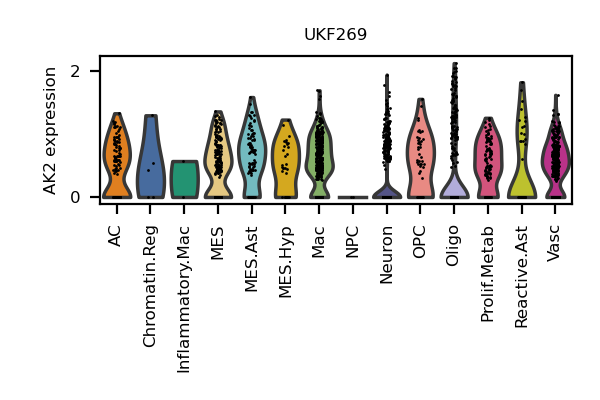 UKF269
AK2 expression
2
0
AC
Chromatin.Reg
Inflammatory.Mac
MES
MES.Ast
MES.Hyp
Mac
NPC
Neuron
OPC
Oligo
Prolif.Metab
Reactive.Ast
Vasc